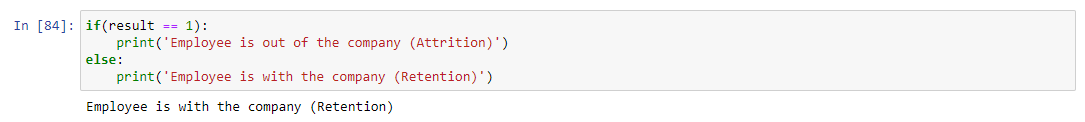 In [84]: if(result == 1):
    print('Employee is out of the company (Attrition)')
else:
    print('Employee is with the company (Retention)')
Employee is with the company (Retention)